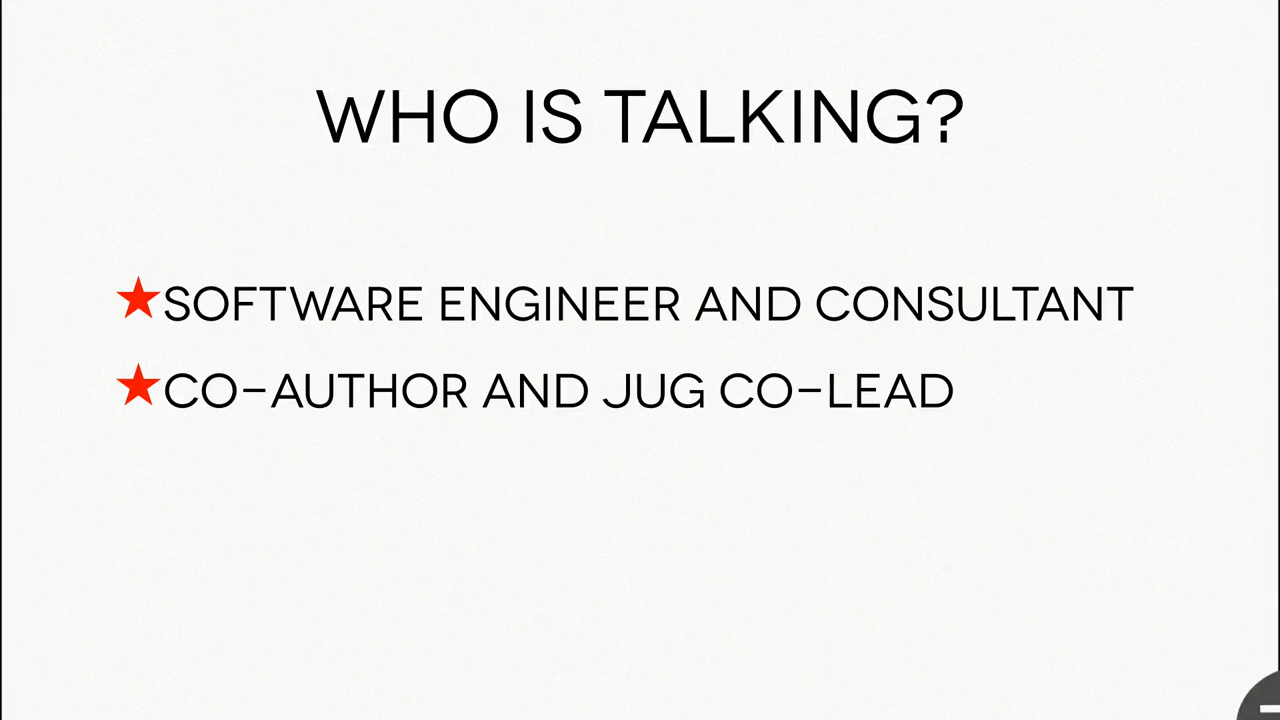 WHO IS TALKING?
★SOFTWARE ENGINEER AND CONSULTANT
★CO-AUTHOR AND JUG CO-LEAD